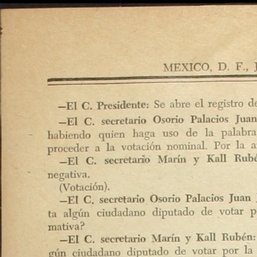 MEXICO, D. F.,
—El C. Presidente: Se abre el registro de
—El C. secretario Osorio Palacios Juan
habiendo quien haga uso de la palabra
proceder a la votación nominal. Por la a
—El C. secretario Marín y Kall Rubé
negativa.
(Votación).
—El C, secretario Osorio Palacios Juan
ta algún ciudadano diputado de votar p
mativa?
—El C. secretario Marín y Kall Rubén:
gún ciudadano diputado de votar por la